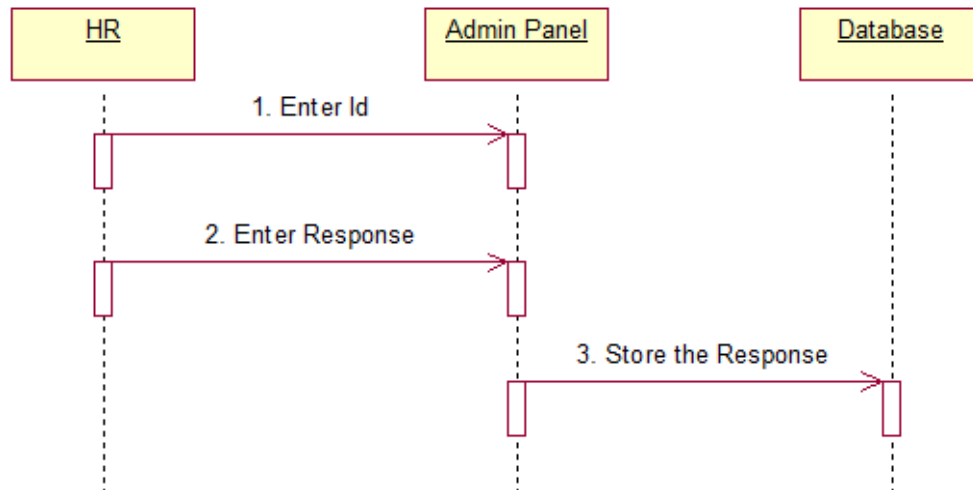 HR
Admin Panel
Database
1. Enter Id
2. Enter Response
3. Store the Response